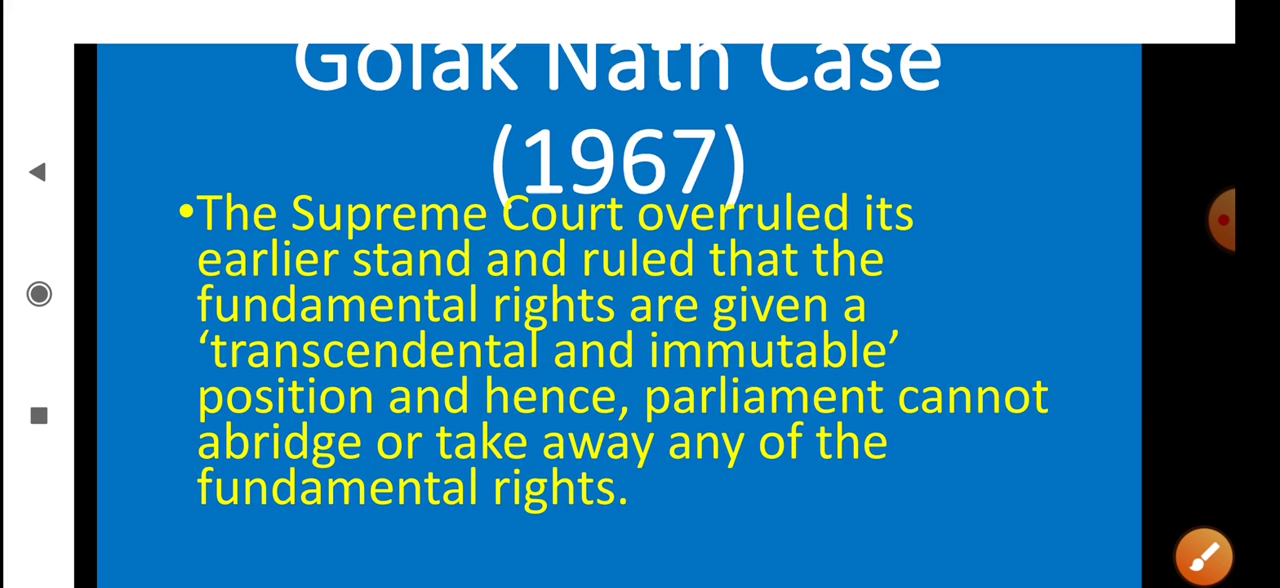 Golak Nath Case
(1967)
•The Supreme Court overruled its
earlier stand and ruled that the
fundamental rights are given a
‘transcendental and immutable’
position and hence, parliament cannot
abridge or take away any of the
fundamental rights.